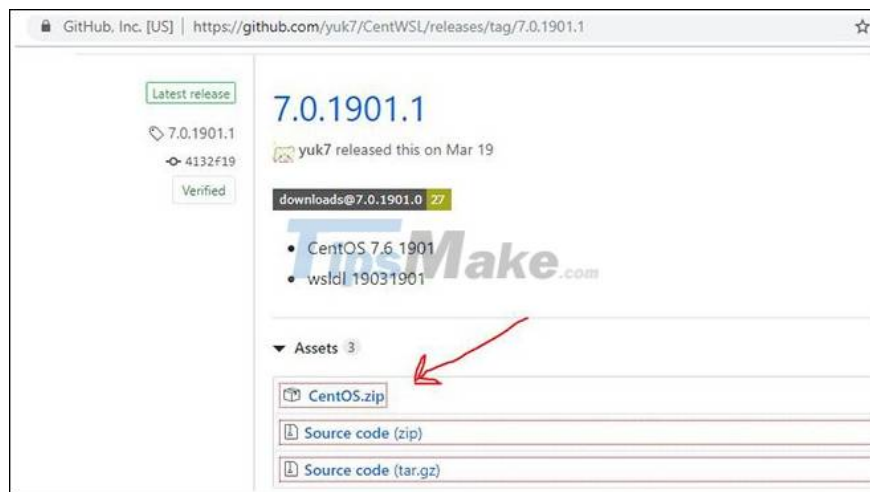 GitHub, Inc. [US] | https://github.com/yuk7/CentWSL/releases/tag/7.0.1901.1
Latest release
7.0.1901.1
4132f19
Verified
7.0.1901.1
yuk7 released this on Mar 19
downloads@7.0.1901.0 27
• CentOS 7.6 1901
• wsldl 19031901
TipsMake.com
Assets 3
CentOS.zip
Source code (zip)
Source code (tar.gz)